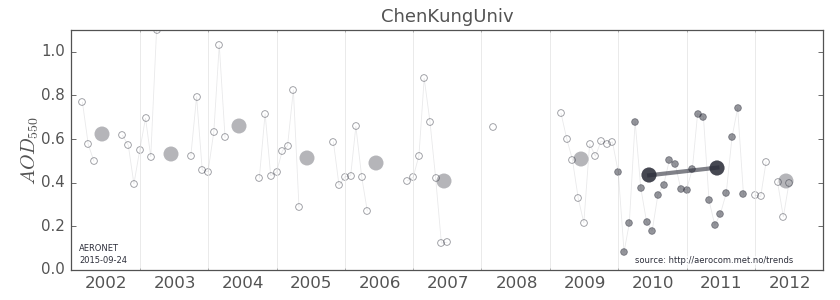 ChenKungUniv
1.0
0.8
0.6
0.4
0.2
0.0
AOD550
AERONET
2015-09-24
source: http://aerocom.met.no/trends
2002 2003 2004 2005 2006 2007 2008 2009 2010 2011 2012